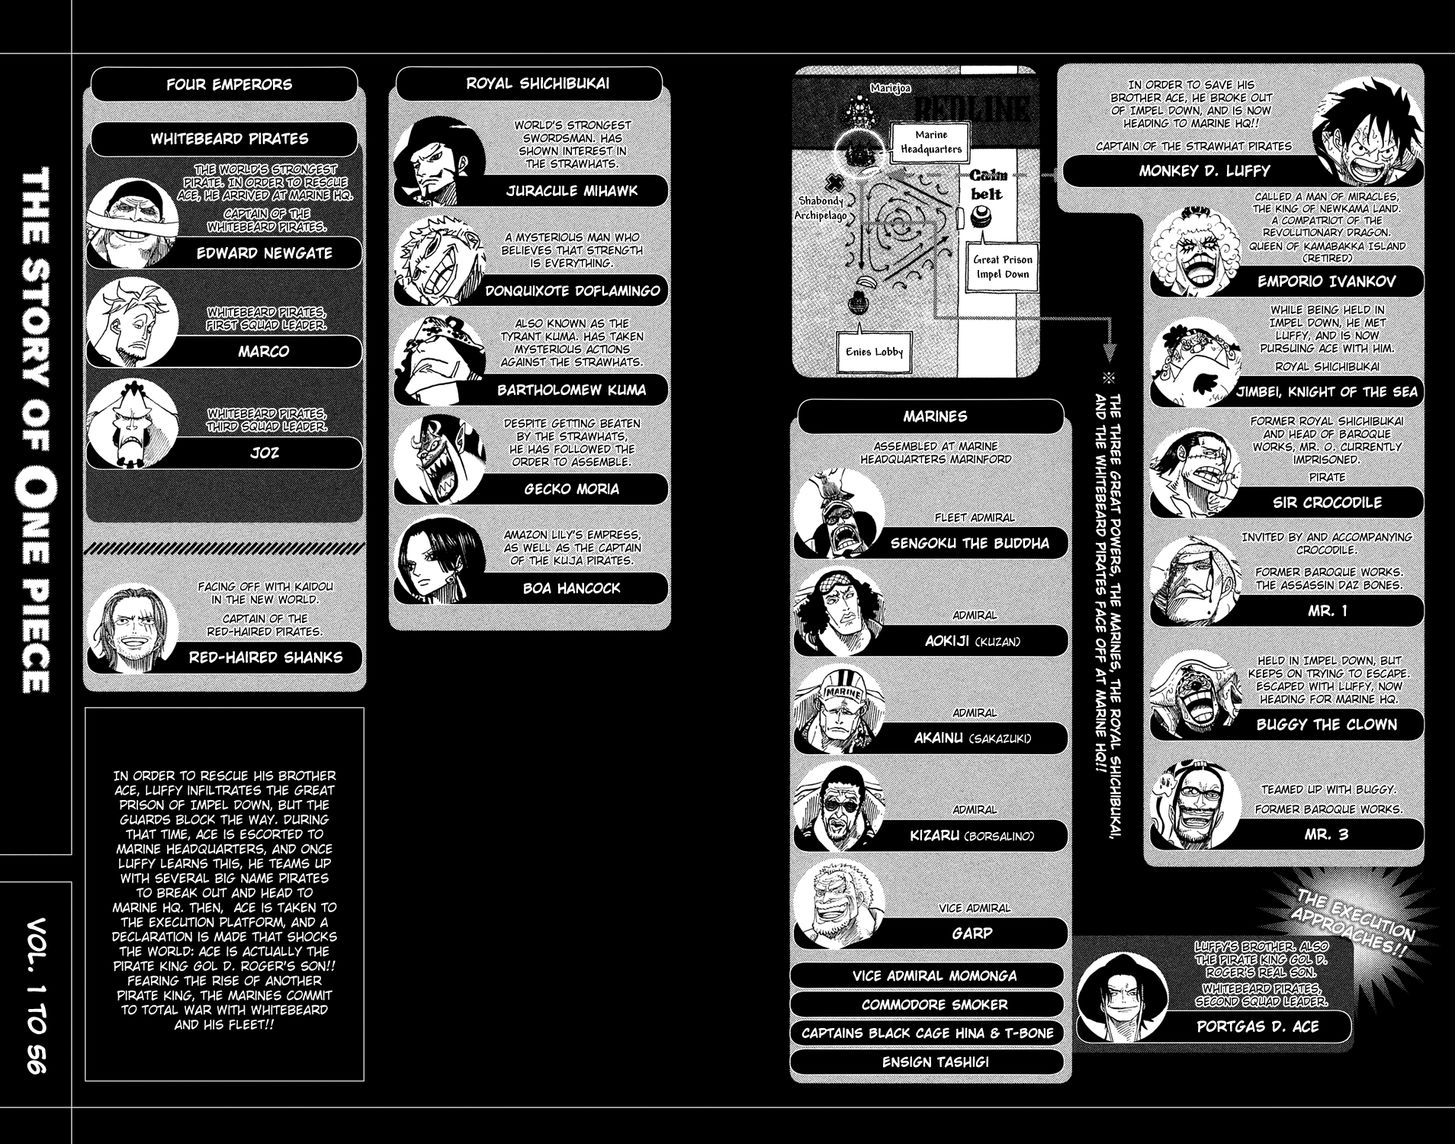 THE STORY OF ONE PIECE
VOL. 1 TO 56
FOUR EMPERORS
WHITEBEARD PIRATES
THE WORLD'S STRONGEST
PIRATE. IN ORDER TO RESCUE
ACE, HE ARRIVED AT MARINE HQ.
CAPTAIN OF THE
WHITEBEARD PIRATES.
EDWARD NEWGATE
WHITEBEARD PIRATES,
FIRST SQUAD LEADER.
MARCO
WHITEBEARD PIRATES,
THIRD SQUAD LEADER.
JOZ
FACING OFF WITH KAIDOU
IN THE NEW WORLD.
CAPTAIN OF THE
RED-HAIRED PIRATES.
RED-HAIRED SHANKS
IN ORDER TO RESCUE HIS BROTHER
ACE, LUFFY INFILTRATES THE GREAT
PRISON OF IMPEL DOWN, BUT THE
GUARDS BLOCK THE WAY. DURING
THAT TIME, ACE IS ESCORTED TO
MARINE HEADQUARTERS, AND ONCE
LUFFY LEARNS THIS, HE TEAMS UP
WITH SEVERAL BIG NAME PIRATES
TO BREAK OUT AND HEAD TO
MARINE HQ. THEN, ACE IS TAKEN TO
THE EXECUTION PLATFORM, AND A
DECLARATION IS MADE THAT SHOCKS
THE WORLD: ACE IS ACTUALLY THE
PIRATE KING GOL D. ROGER'S SON!!
FEARING THE RISE OF ANOTHER
PIRATE KING, THE MARINES COMMIT
TO TOTAL WAR WITH WHITEBEARD
AND HIS FLEET!!
ROYAL SHICHIBUKAI
WORLD'S STRONGEST
SWORDSMAN. HAS
SHOWN INTEREST IN
THE STRAWHATS.
JURACULE MIHAWK
A MYSTERIOUS MAN WHO
BELIEVES THAT STRENGTH
IS EVERYTHING.
DONQUIXOTE DOFLAMINGO
ALSO KNOWN AS THE
TYRANT KUMA. HAS TAKEN
MYSTERIOUS ACTIONS
AGAINST THE STRAWHATS.
BARTHOLOMEW KUMA
DESPITE GETTING BEATEN
BY THE STRAWHATS,
HE HAS FOLLOWED THE
ORDER TO ASSEMBLE.
GECKO MORIA
AMAZON LILY'S EMPRESS,
AS WELL AS THE CAPTAIN
OF THE KUJA PIRATES.
BOA HANCOCK
Mariejoa
REDLINE
Marine
Headquarters
Calm
belt
Shabondy
Archipelago
Great Prison
Impel Down
Enies Lobby
MARINES
ASSEMBLED AT MARINE
HEADQUARTERS MARINFORD
FLEET ADMIRAL
SENGOKU THE BUDDHA
ADMIRAL
AOKIJI (KUZAN)
MARINE
ADMIRAL
AKAINU (SAKAZUKI)
ADMIRAL
KIZARU (BORSALINO)
VICE ADMIRAL
GARP
VICE ADMIRAL MOMONGA
COMMODORE SMOKER
CAPTAINS BLACK CAGE HINA & T-BONE
ENSIGN TASHIGI
※ THE THREE GREAT POWERS, THE MARINES, THE ROYAL SHICHIBUKAI,
AND THE WHITEBEARD PIRATES FACE OFF AT MARINE HQ!!
IN ORDER TO SAVE HIS
BROTHER ACE, HE BROKE OUT
OF IMPEL DOWN, AND IS NOW
HEADING TO MARINE HQ!!
CAPTAIN OF THE STRAWHAT PIRATES
MONKEY D. LUFFY
CALLED A MAN OF MIRACLES,
THE KING OF NEWKAMA LAND.
A COMPATRIOT OF THE
REVOLUTIONARY DRAGON.
QUEEN OF KAMABAKKA ISLAND
(RETIRED)
EMPORIO IVANKOV
WHILE BEING HELD IN
IMPEL DOWN, HE MET
LUFFY, AND IS NOW
PURSUING ACE WITH HIM.
ROYAL SHICHIBUKAI
JIMBEI, KNIGHT OF THE SEA
FORMER ROYAL SHICHIBUKAI
AND HEAD OF BAROQUE
WORKS, MR. 0. CURRENTLY
IMPRISONED.
PIRATE
SIR CROCODILE
INVITED BY AND ACCOMPANYING
CROCODILE.
FORMER BAROQUE WORKS.
THE ASSASSIN DAZ BONES.
MR. 1
HELD IN IMPEL DOWN, BUT
KEEPS ON TRYING TO ESCAPE.
ESCAPED WITH LUFFY, NOW
HEADING FOR MARINE HQ.
BUGGY THE CLOWN
TEAMED UP WITH BUGGY.
FORMER BAROQUE WORKS.
MR. 3
THE EXECUTION
APPROACHES!!
LUFFY'S BROTHER. ALSO
THE PIRATE KING GOL D.
ROGER'S REAL SON.
WHITEBEARD PIRATES,
SECOND SQUAD LEADER.
PORTGAS D. ACE